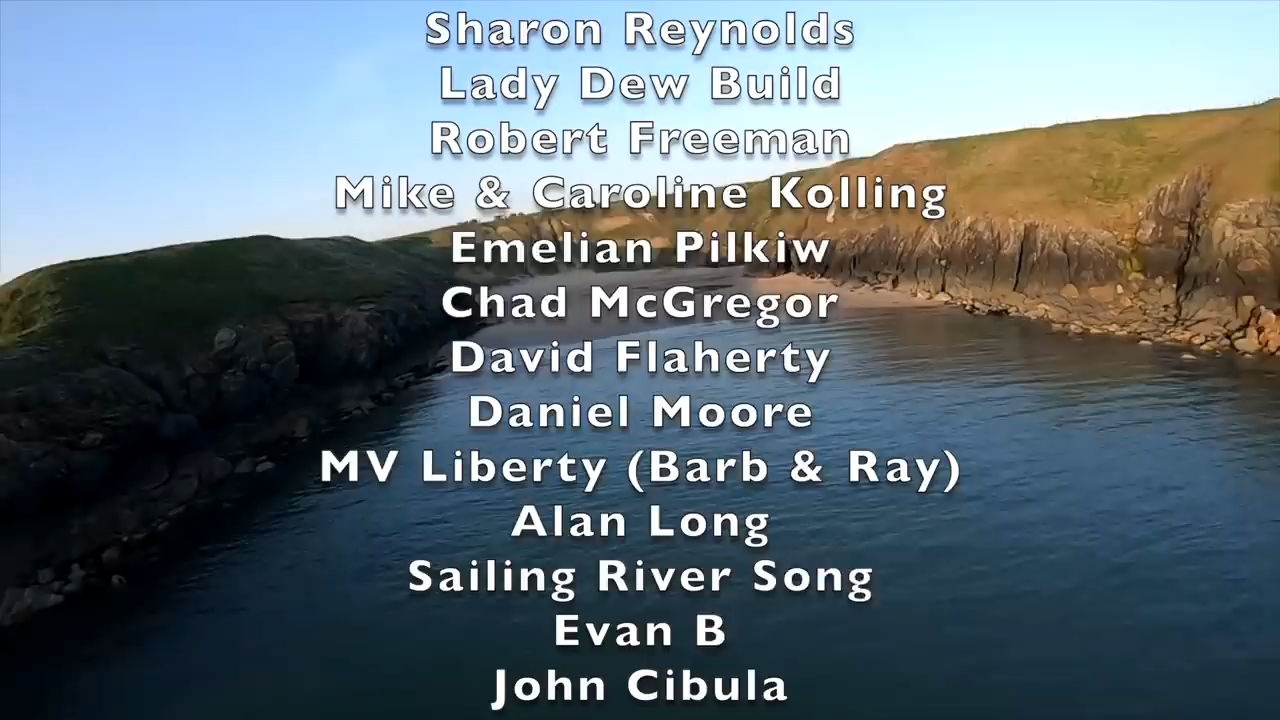 Sharon Reynolds
Lady Dew Build
Robert Freeman
Mike & Caroline Kolling
Emelian Pilkiw
Chad McGregor
David Flaherty
Daniel Moore
MV Liberty (Barb & Ray)
Alan Long
Sailing River Song
Evan B
John Cibula